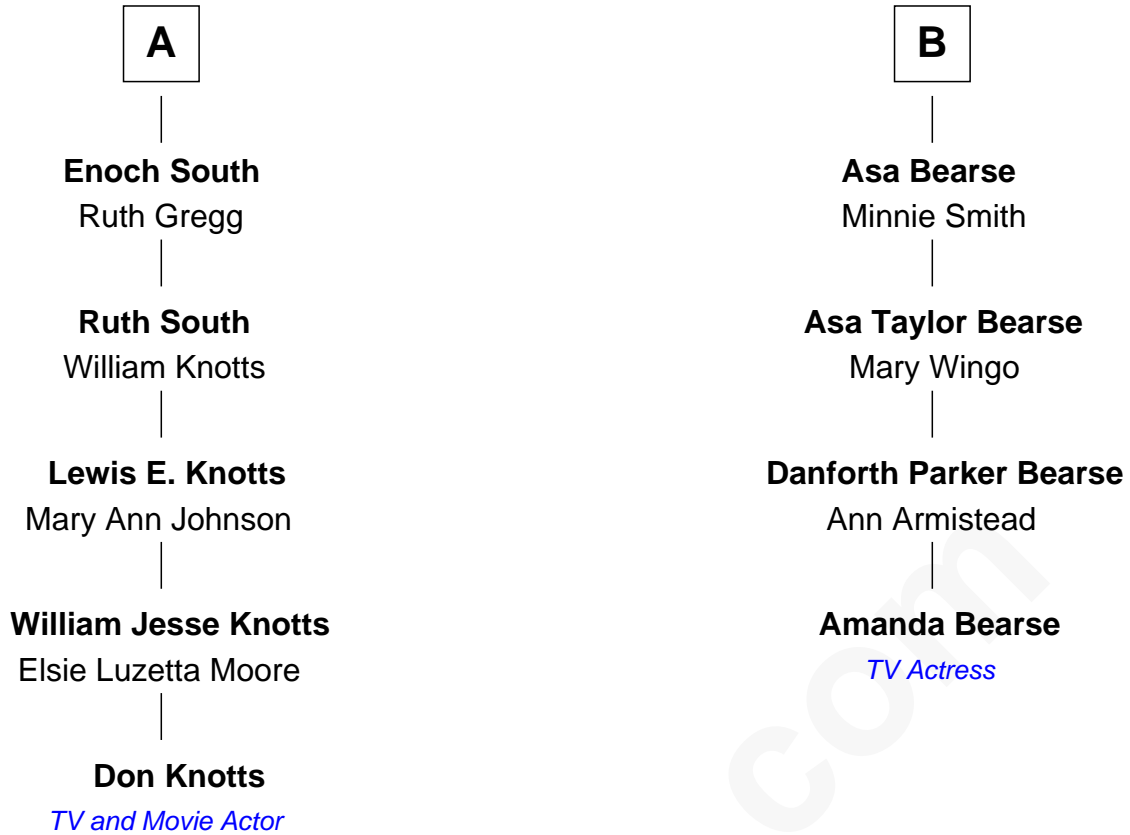 A
Enoch South
Ruth Gregg
Ruth South
William Knotts
Lewis E. Knotts
Mary Ann Johnson
William Jesse Knotts
Elsie Luzetta Moore
Don Knotts
TV and Movie Actor
B
Asa Bearse
Minnie Smith
Asa Taylor Bearse
Mary Wingo
Danforth Parker Bearse
Ann Armistead
Amanda Bearse
TV Actress
com